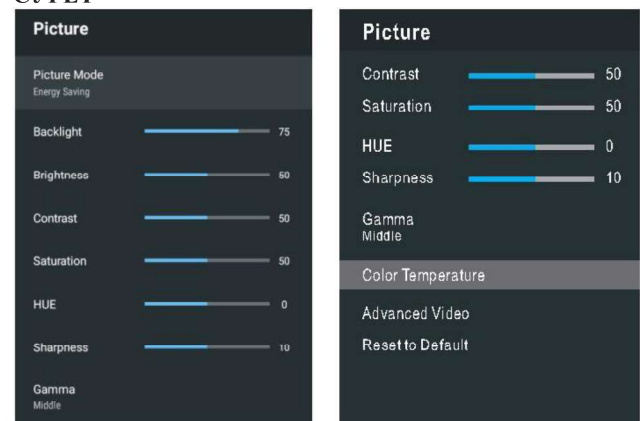 Picture
Picture Mode
Energy Saving
Backlight 75
Brightness 50
Contrast 50
Saturation 50
HUE 0
Sharpness 10
Gamma
Middle
Picture
Contrast 50
Saturation 50
HUE 0
Sharpness 10
Gamma
Middle
Color Temperature
Advanced Video
Reset to Default